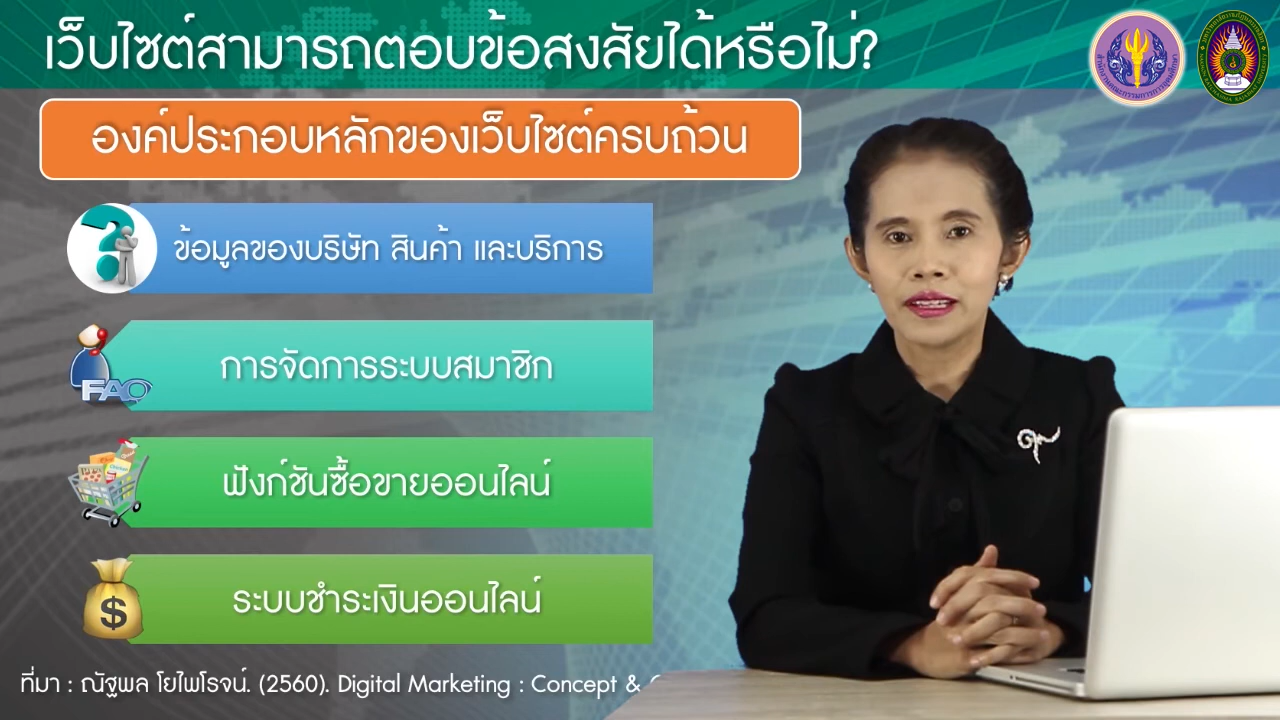 เว็บไซต์สามารถตอบข้อสงสัยได้หรือไม่?
องค์ประกอบหลักของเว็บไซต์ครบถ้วน
ข้อมูลของบริษัท สินค้า และบริการ
FAQ
การจัดการระบบสมาชิก
ฟังก์ชันซื้อขายออนไลน์
$
ระบบชำระเงินออนไลน์
ที่มา : ณัฐพล โยไพโรจน์. (2560). Digital Marketing : Concept &